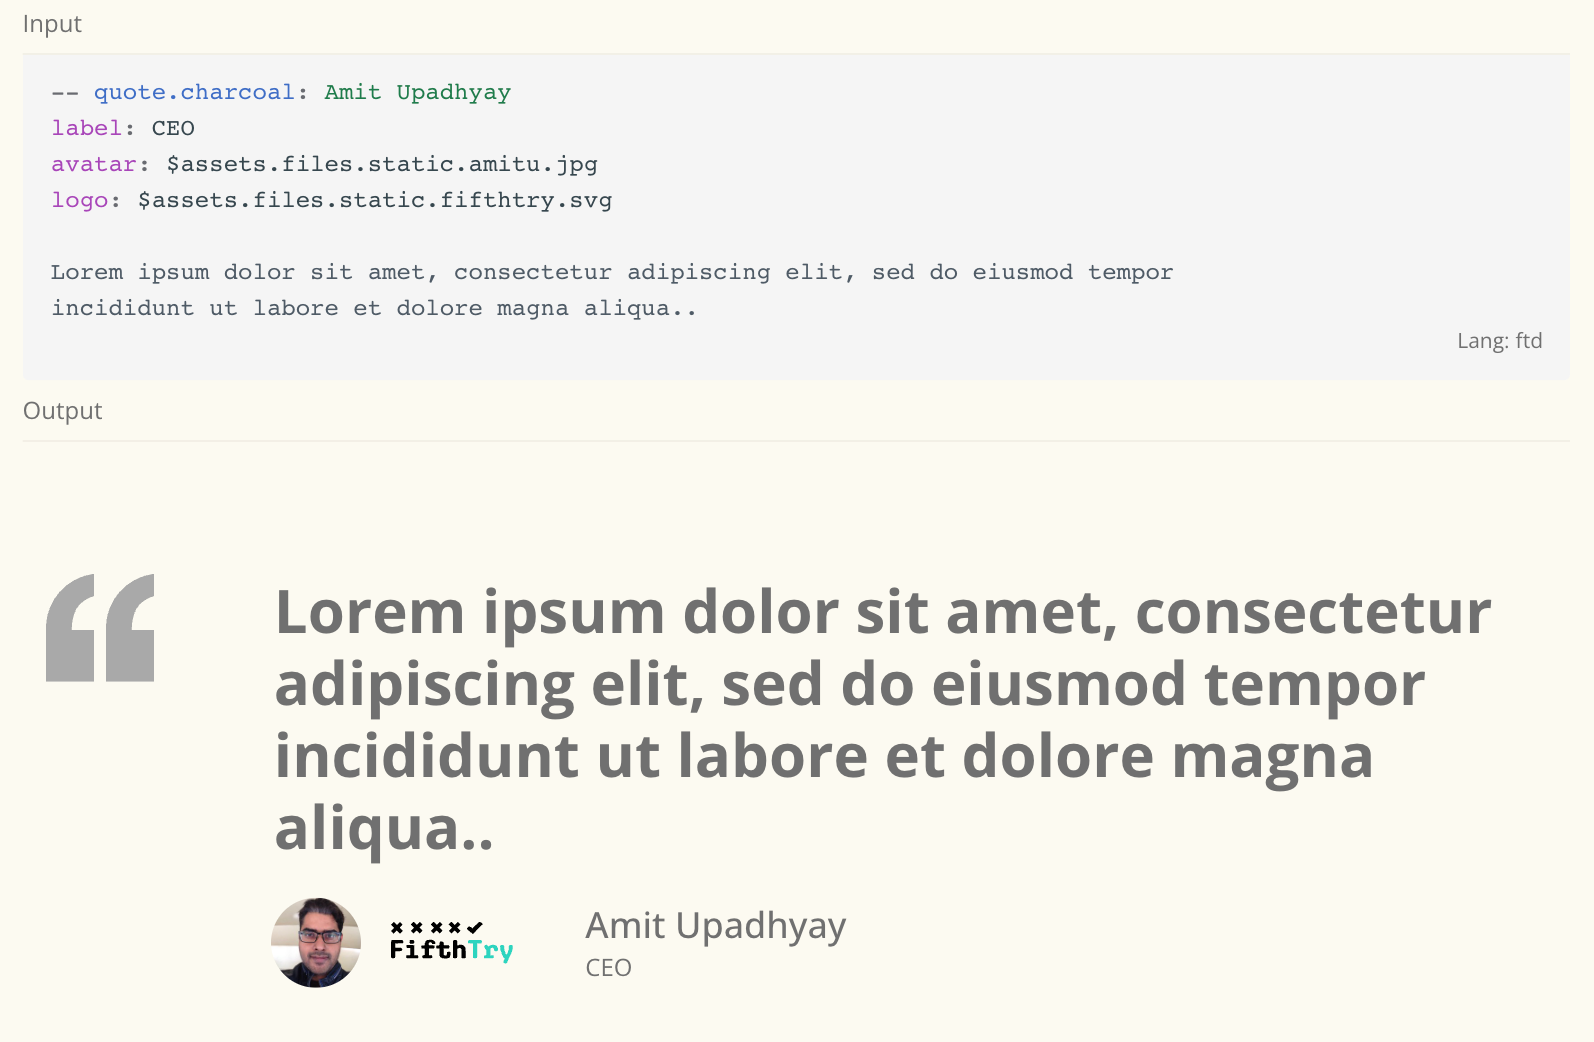 Input
-- quote.charcoal: Amit Upadhyay
label: CEO
avatar: $assets.files.static.amitu.jpg
logo: $assets.files.static.fifthtry.svg
Lorem ipsum dolor sit amet, consectetur adipiscing elit, sed do eiusmod tempor
incididunt ut labore et dolore magna aliqua..
Lang: ftd
Output
Lorem ipsum dolor sit amet, consectetur
adipiscing elit, sed do eiusmod tempor
incididunt ut labore et dolore magna
aliqua..
FifthTry
Amit Upadhyay
CEO